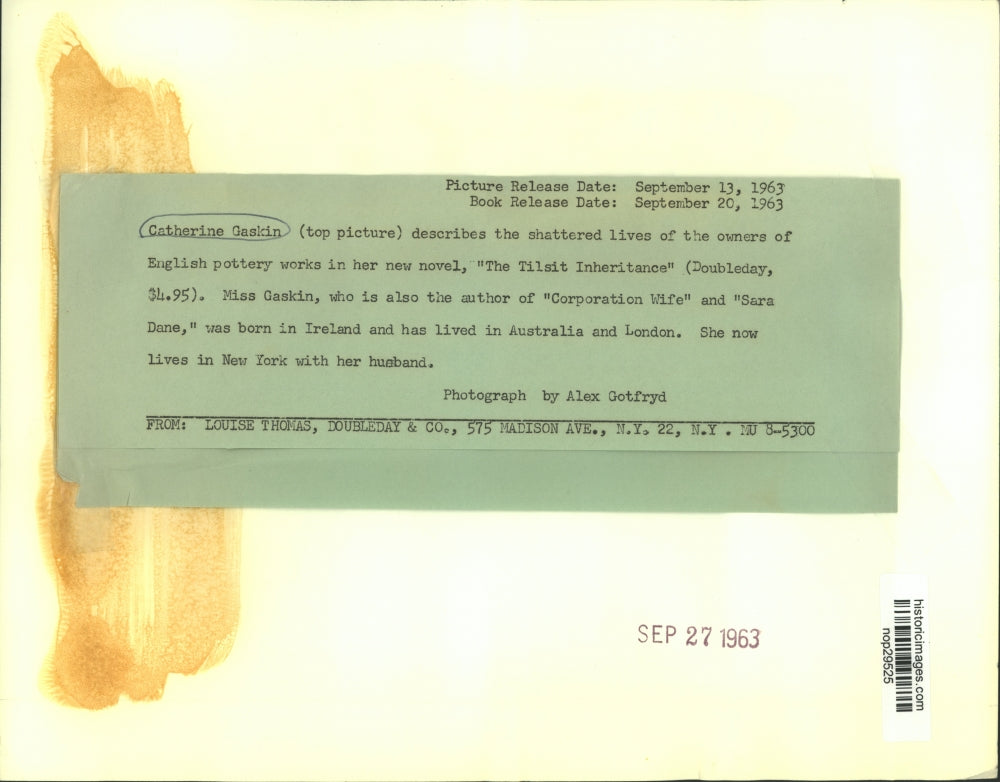 Picture Release Date: September 13, 1963
Book Release Date: September 20, 1963
Catherine Gaskin (top picture) describes the shattered lives of the owners of
English pottery works in her new novel, "The Tilsit Inheritance" (Doubleday,
$4.95). Miss Gaskin, who is also the author of "Corporation Wife" and "Sara
Dane," was born in Ireland and has lived in Australia and London. She now
lives in New York with her husband.
Photograph by Alex Gotfryd
FROM: LOUISE THOMAS, DOUBLEDAY & CO., 575 MADISON AVE., N.Y. 22, N.Y . MU 8-5300
SEP 27 1963
historicimages.com
nop29525